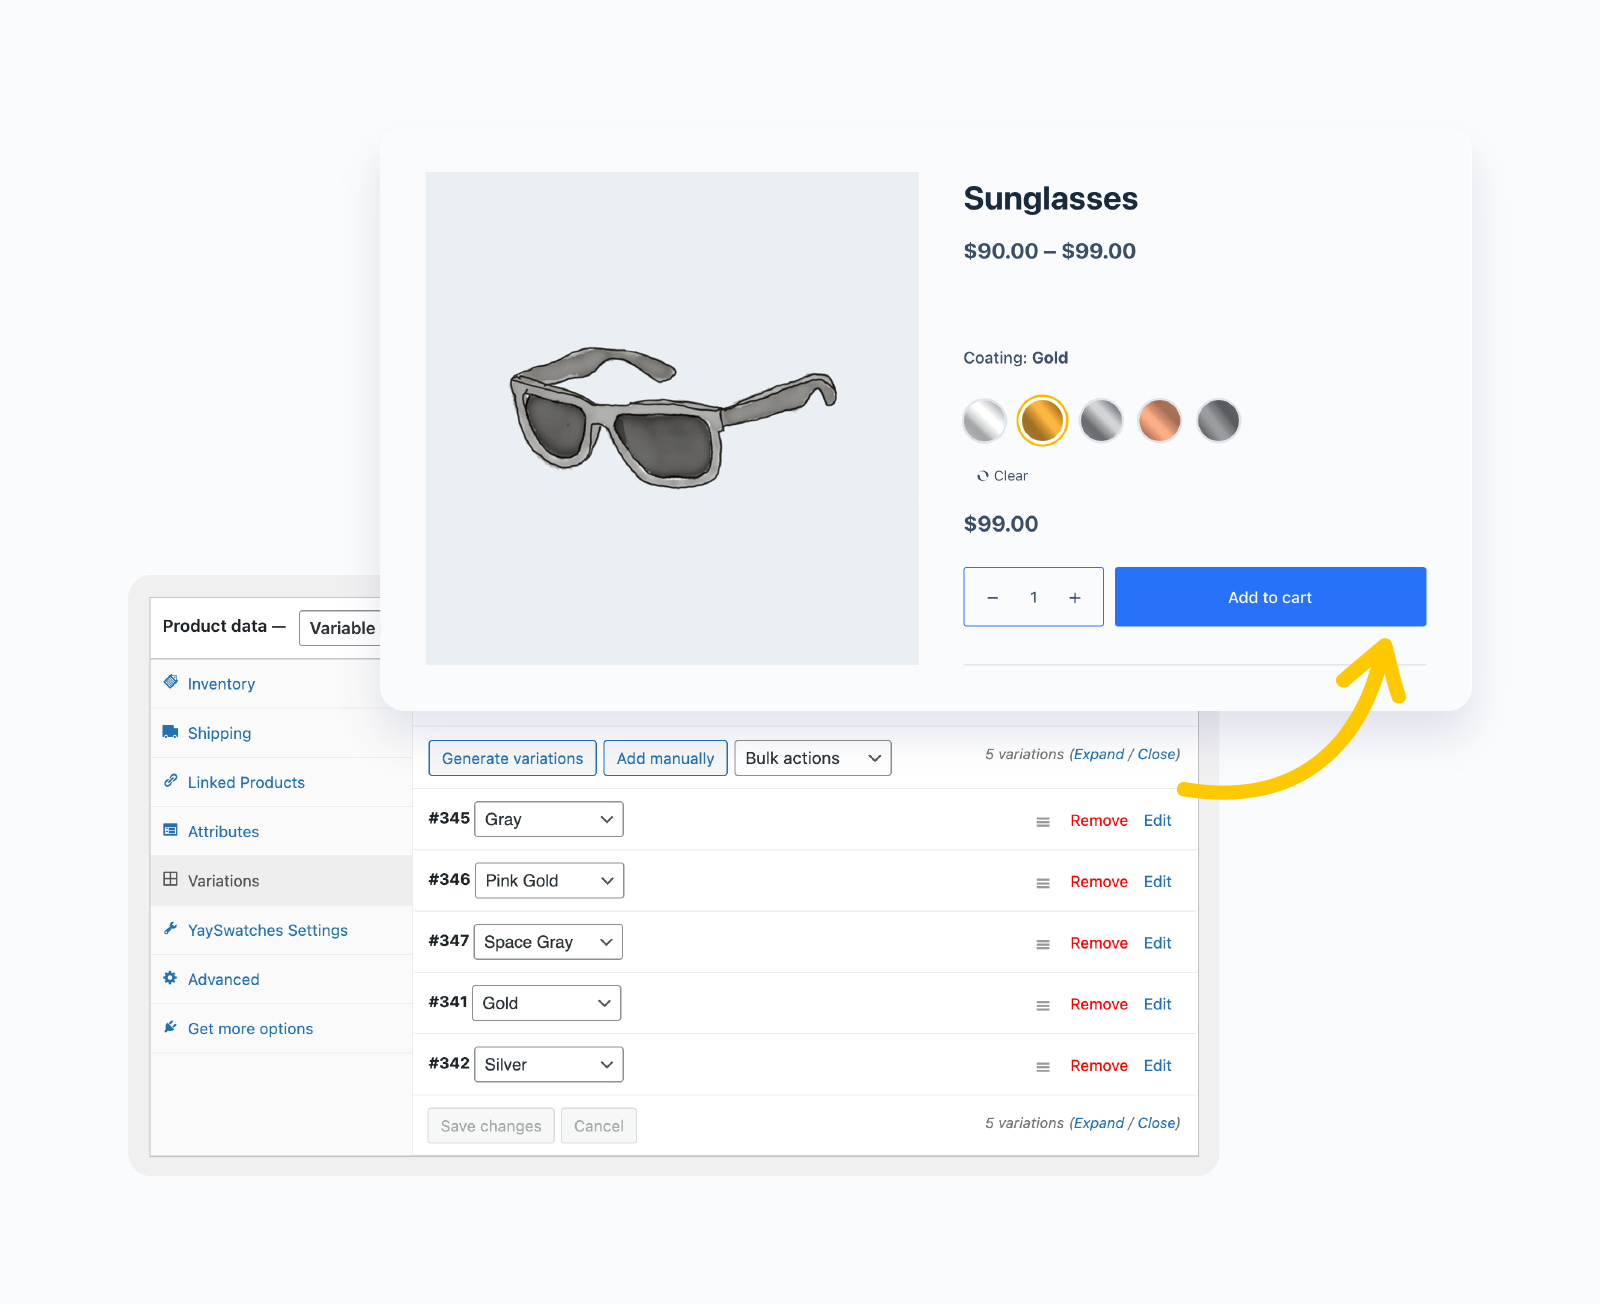 Sunglasses
$90.00 – $99.00
Coating: Gold
Clear
$99.00
− 1 +
Add to cart
Product data —
Variable
Inventory
Shipping
Linked Products
Attributes
Variations
YaySwatches Settings
Advanced
Get more options
Generate variations
Add manually
Bulk actions
5 variations (Expand / Close)
#345 Gray Remove Edit
#346 Pink Gold Remove Edit
#347 Space Gray Remove Edit
#341 Gold Remove Edit
#342 Silver Remove Edit
Save changes
Cancel
5 variations (Expand / Close)